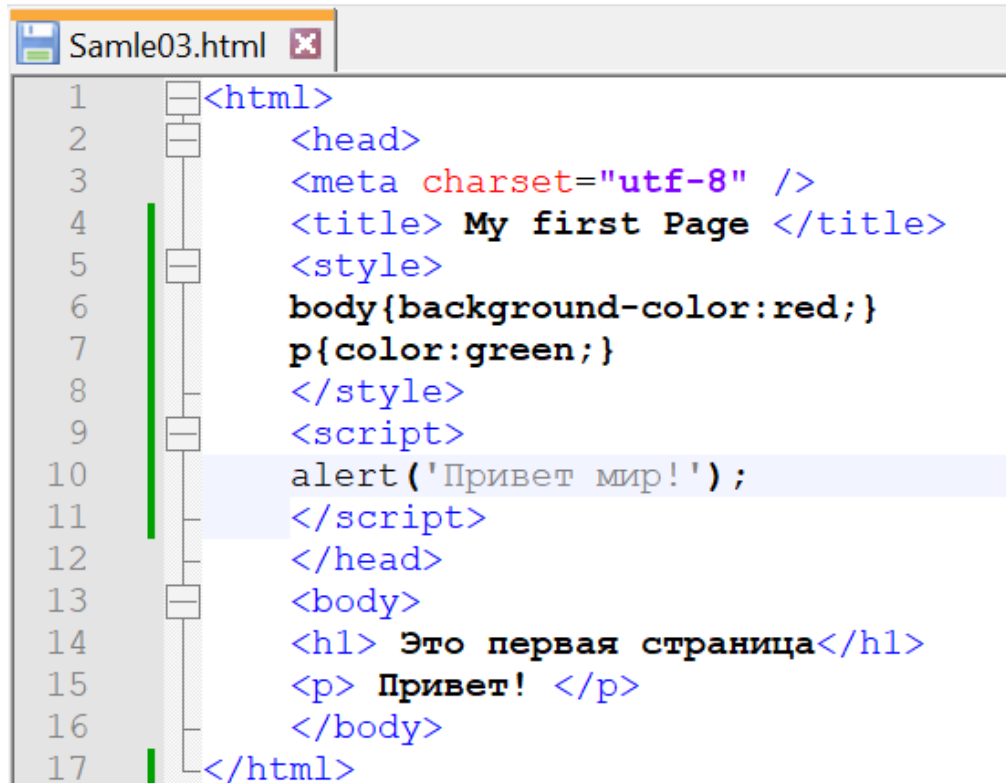 Samle03.html
1 <html>
2 <head>
3 <meta charset="utf-8" />
4 <title> My first Page </title>
5 <style>
6 body{background-color:red;}
7 p{color:green;}
8 </style>
9 <script>
10 alert('Привет мир!');
11 </script>
12 </head>
13 <body>
14 <h1> Это первая страница</h1>
15 <p> Привет! </p>
16 </body>
17 </html>